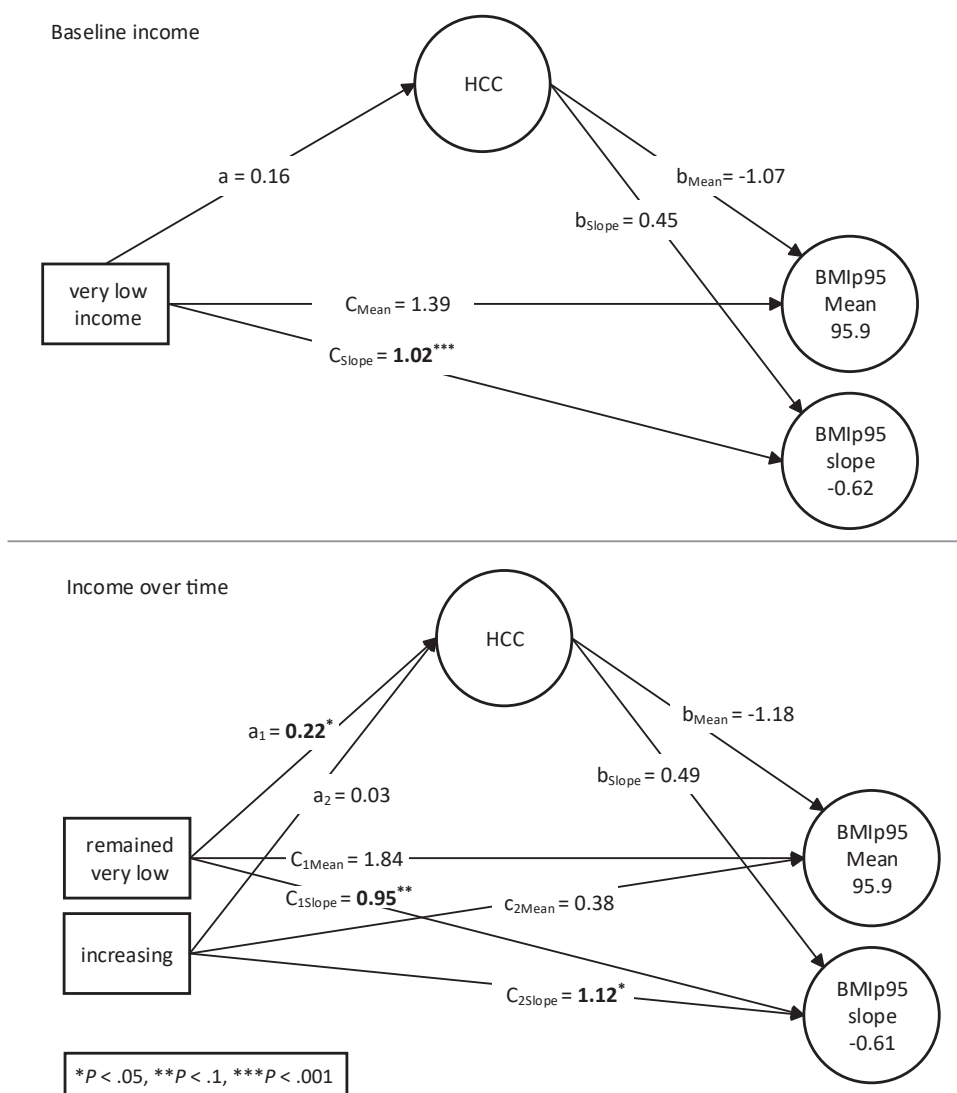 Baseline income
HCC
a = 0.16
bMean= -1.07
bSlope = 0.45
very low
income
CMean = 1.39
CSlope = 1.02***
BMIp95
Mean
95.9
BMIp95
slope
-0.62
Income over time
HCC
a1 = 0.22*
a2 = 0.03
bMean= -1.18
bSlope = 0.49
remained
very low
increasing
C1Mean = 1.84
C1Slope = 0.95**
c2Mean = 0.38
C2Slope = 1.12*
BMIp95
Mean
95.9
BMIp95
slope
-0.61
*P < .05, **P < .1, ***P < .001